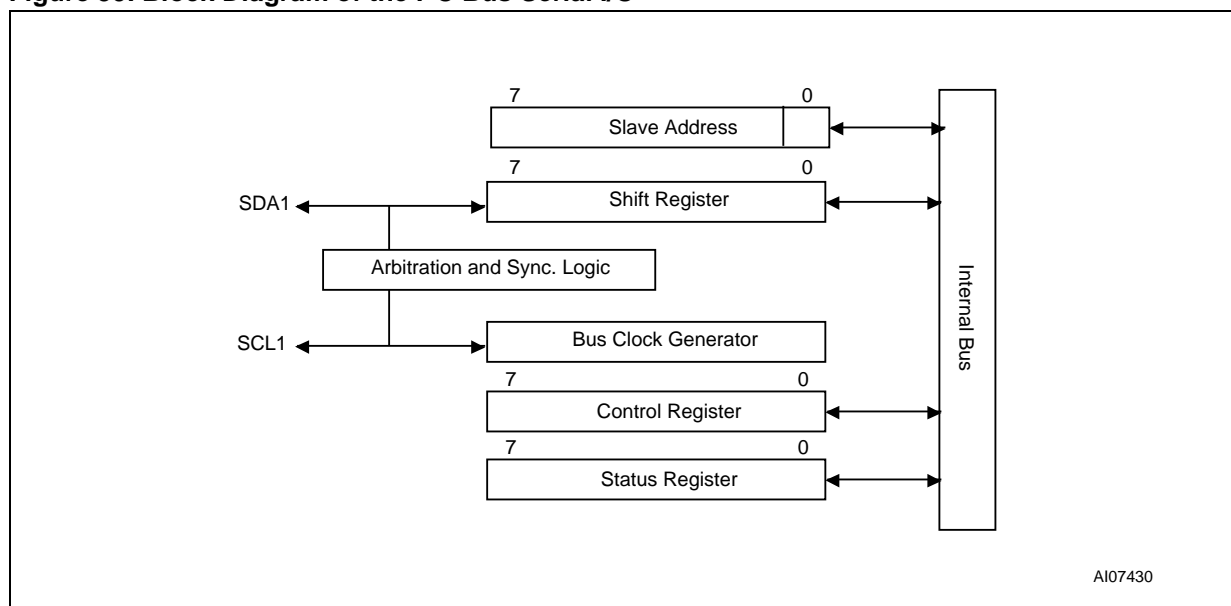 7 0
Slave Address
7 0
SDA1
Shift Register
Arbitration and Sync. Logic
Internal Bus
SCL1
Bus Clock Generator
7 0
Control Register
7 0
Status Register
AI07430